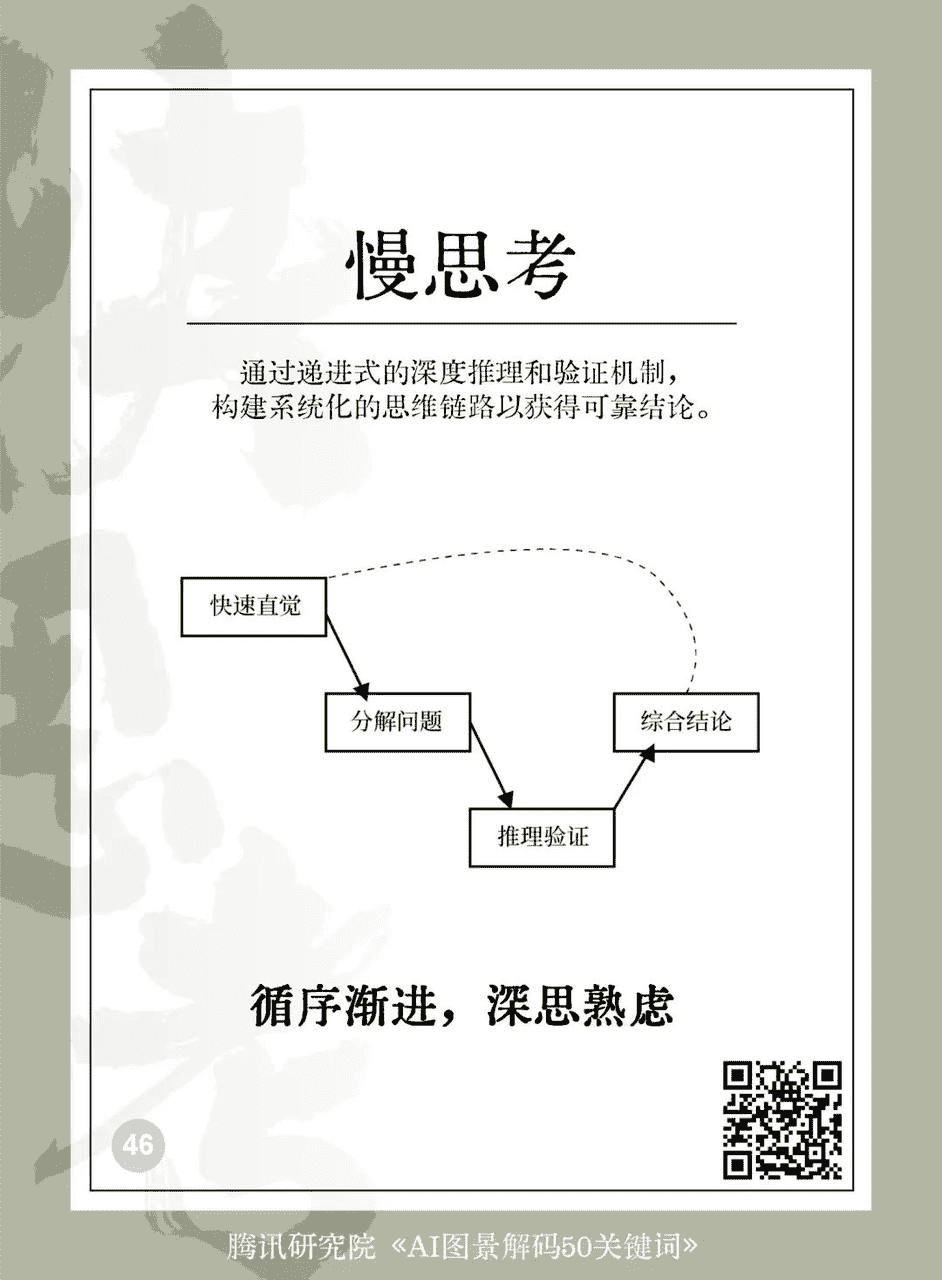 慢思考
通过递进式的深度推理和验证机制，
构建系统化的思维链路以获得可靠结论。
快速直觉
分解问题
综合结论
推理验证
循序渐进，深思熟虑
46
腾讯研究院《AI图景解码50关键词》